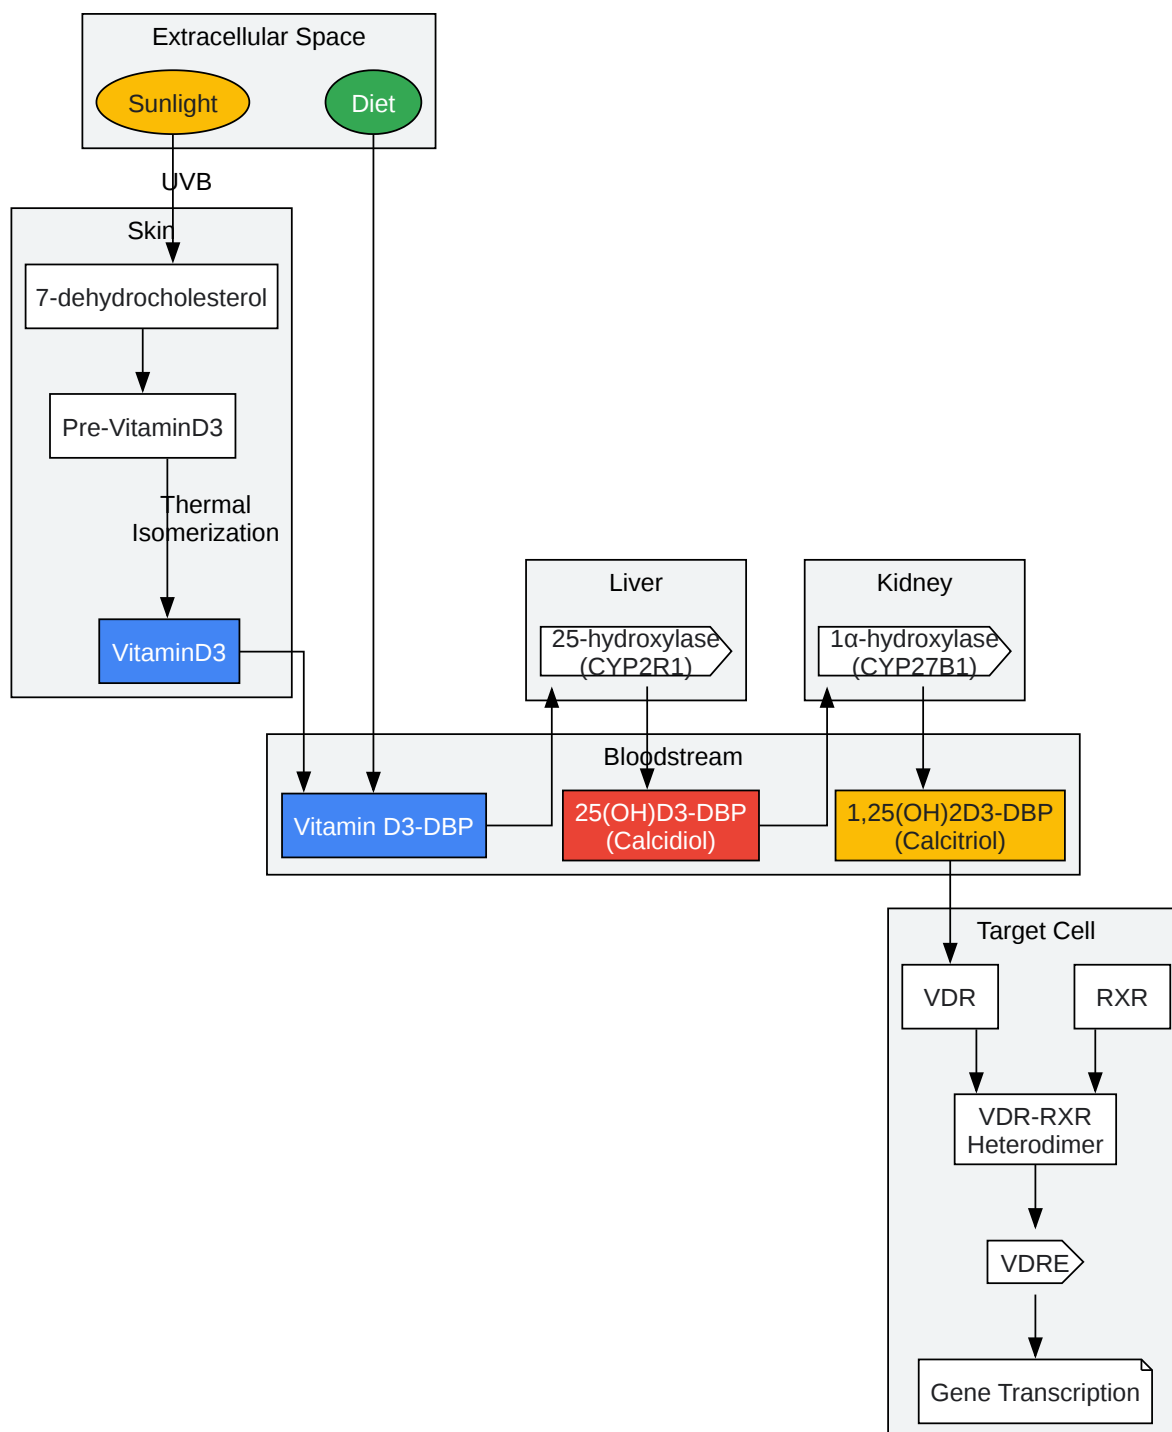 Extracellular Space
Sunlight
Diet
UVB
Skin
7-dehydrocholesterol
Pre-VitaminD3
Thermal
Isomerization
VitaminD3
Liver
25-hydroxylase
(CYP2R1)
Kidney
1α-hydroxylase
(CYP27B1)
Bloodstream
Vitamin D3-DBP
25(OH)D3-DBP
(Calcidiol)
1,25(OH)2D3-DBP
(Calcitriol)
Target Cell
VDR
RXR
VDR-RXR
Heterodimer
VDRE
Gene Transcription